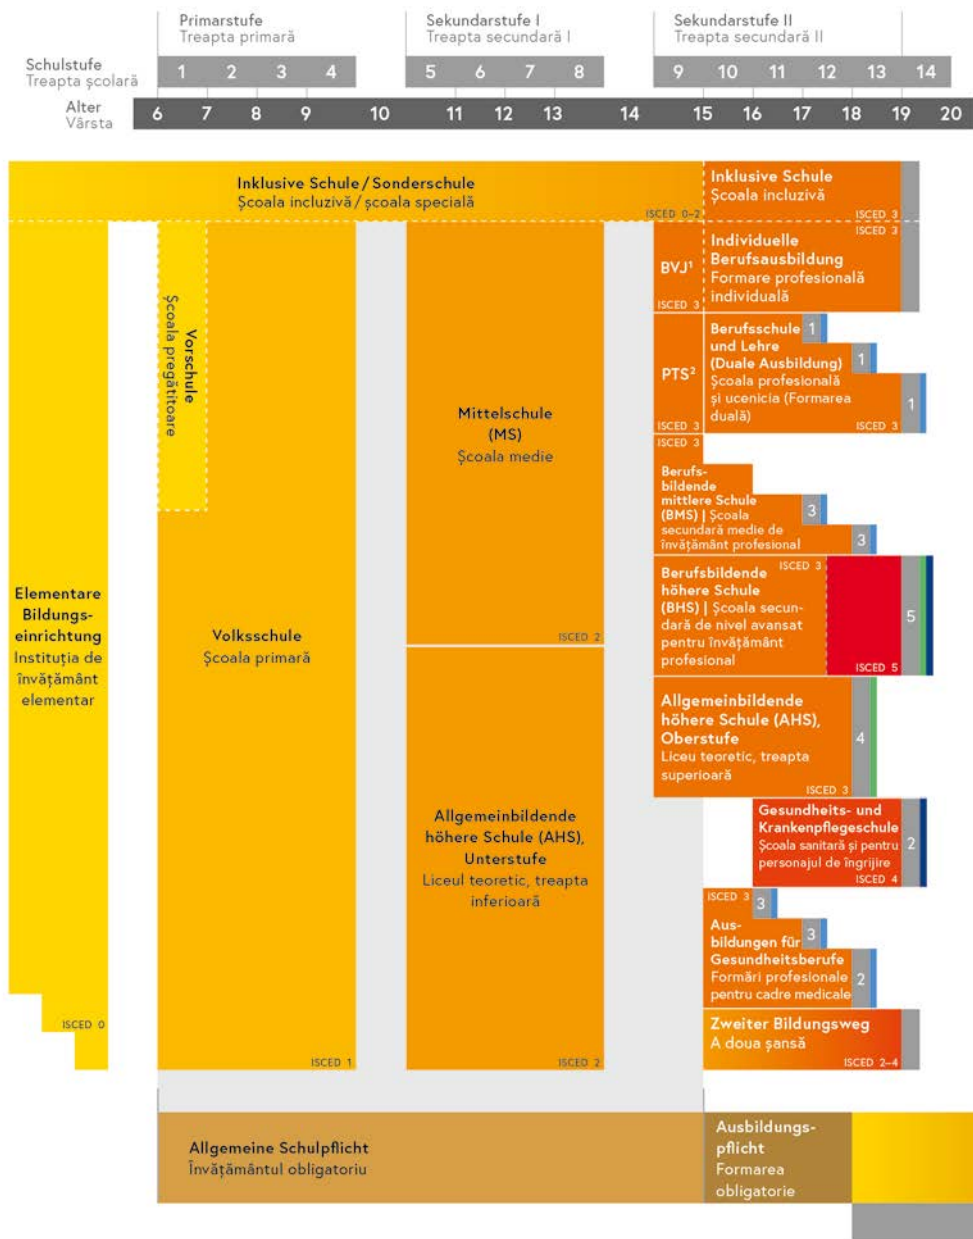 Primarstufe
Treapta primară
Sekundarstufe I
Treapta secundară I
Sekundarstufe II
Treapta secundară II
Schulstufe
Treapta școlară
1 2 3 4 5 6 7 8 9 10 11 12 13 14
Alter
Vârsta
6 7 8 9 10 11 12 13 14 15 16 17 18 19 20
Inklusive Schule / Sonderschule
Școala incluzivă / școala specială
ISCED 0–2
Inklusive Schule
Școala incluzivă
ISCED 3
Vorschule
Școala pregătitoare
BVJ¹
ISCED 3
ISCED 3
Individuelle
Berufsausbildung
Formare profesională
individuală
PTS²
ISCED 3
Berufsschule
und Lehre
(Duale Ausbildung)
Școala profesională
și ucenicia (Formarea
duală)
ISCED 3
1
1
1
Mittelschule
(MS)
Școala medie
ISCED 2
ISCED 3
Berufs-
bildende
mittlere Schule
(BMS) | Școala
secundară medie de
învățământ profesional
3
3
Elementare
Bildungs-
einrichtung
Instituția de
învățământ
elementar
ISCED 0
Volksschule
Școala primară
ISCED 1
ISCED 3
Berufsbildende
höhere Schule
(BHS) | Școala secun-
dară de nivel avansat
pentru învățământ
profesional
ISCED 5
5
Allgemeinbildende
höhere Schule (AHS),
Oberstufe
Liceu teoretic, treapta
superioară
ISCED 3
4
Allgemeinbildende
höhere Schule (AHS),
Unterstufe
Liceul teoretic, treapta
inferioară
ISCED 2
Gesundheits- und
Krankenpflegeschule
Școala sanitară și pentru
personajul de îngrijire
ISCED 4
2
ISCED 3
3
Aus-
bildungen für
Gesundheitsberufe
Formări profesionale
pentru cadre medicale
3
2
Zweiter Bildungsweg
A doua șansă
ISCED 2–4
Allgemeine Schulpflicht
Învățământul obligatoriu
Ausbildungs-
pflicht
Formarea
obligatorie